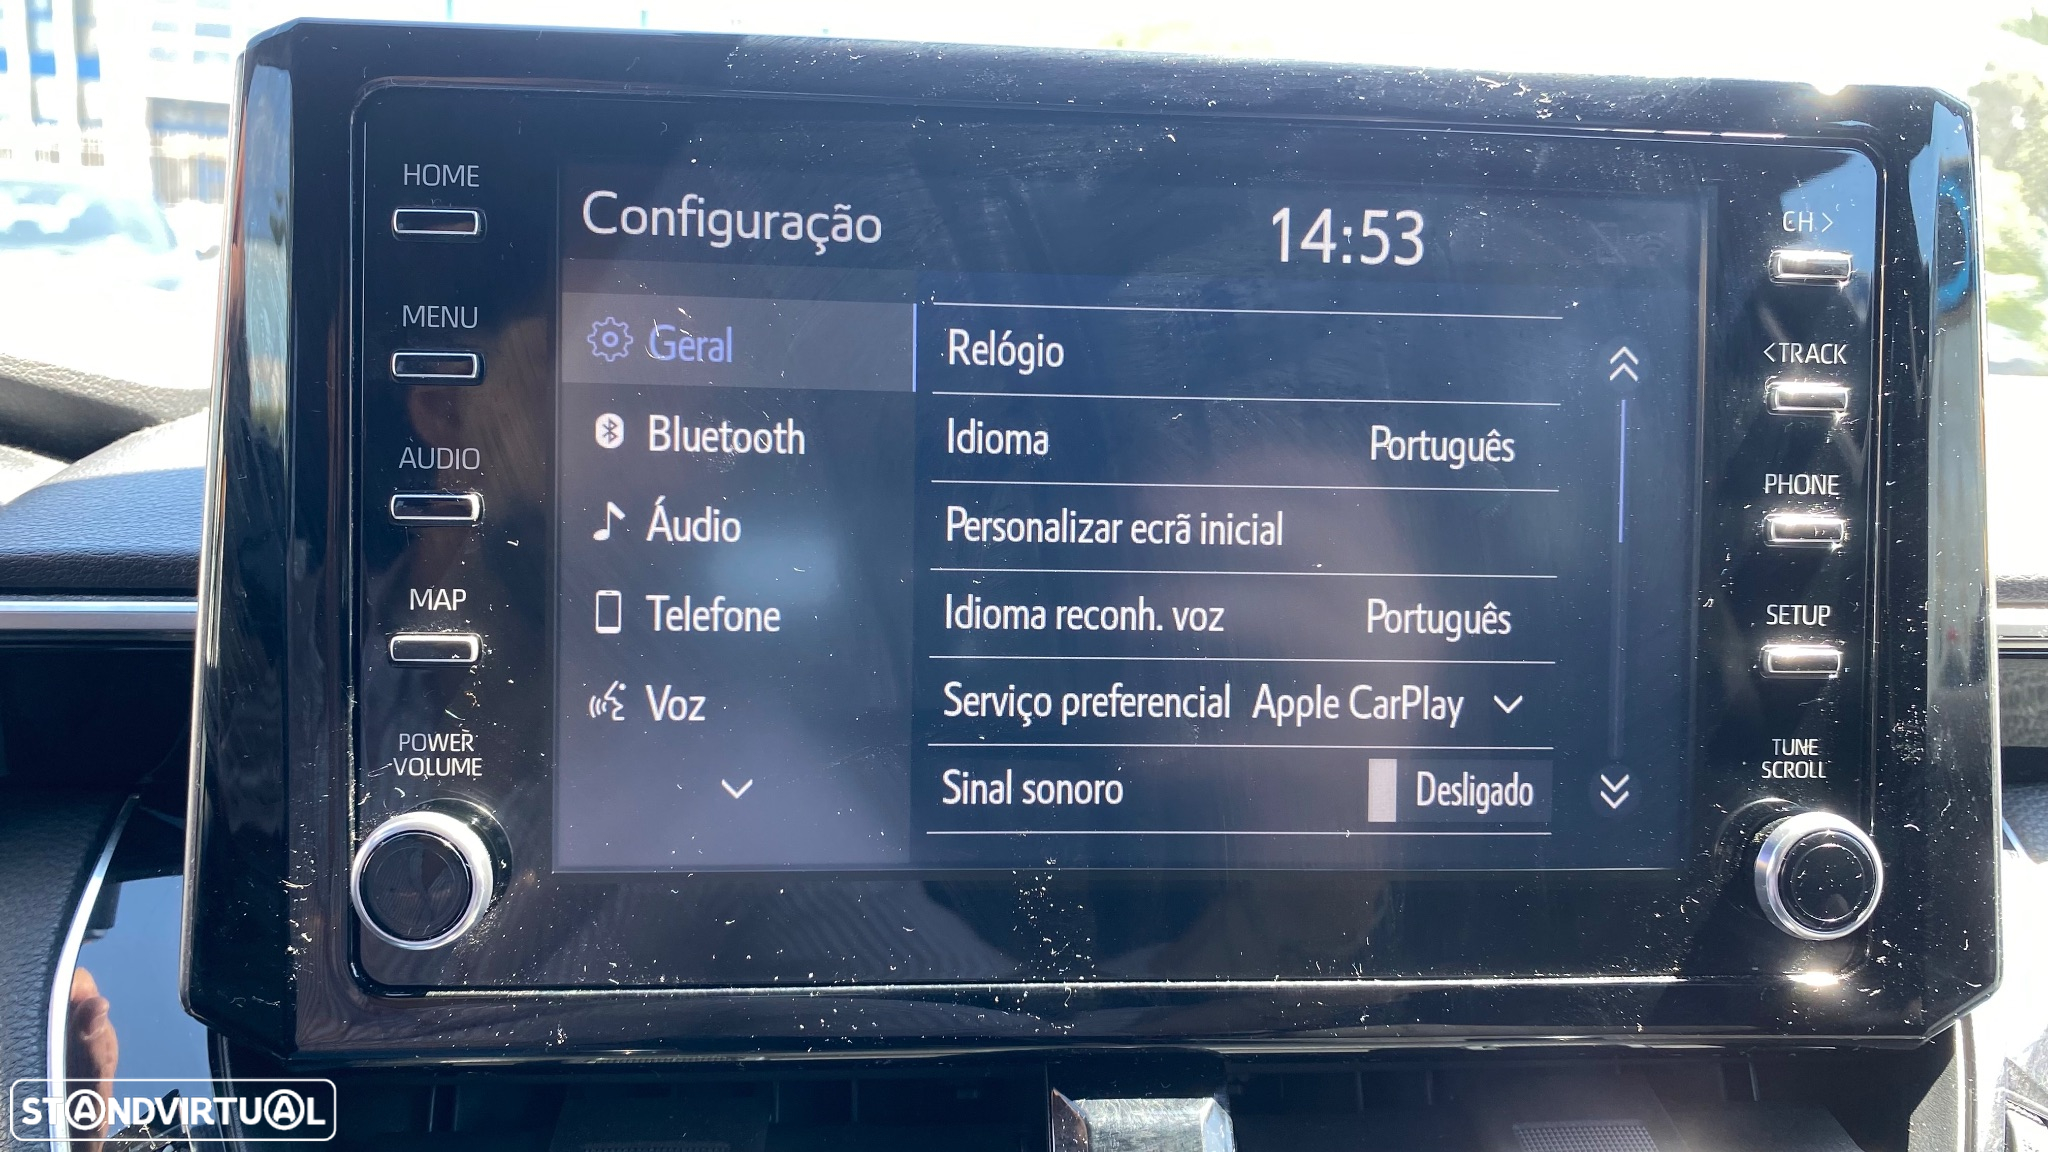 HOME
MENU
AUDIO
MAP
POWER
VOLUME
Configuração
14:53
Geral
Bluetooth
Áudio
Telefone
Voz
Relógio
Idioma Português
Personalizar ecrã inicial
Idioma reconh. voz Português
Serviço preferencial Apple CarPlay
Sinal sonoro Desligado
CH>
<TRACK
PHONE
SETUP
TUNE
SCROLL
STANDVIRTUAL